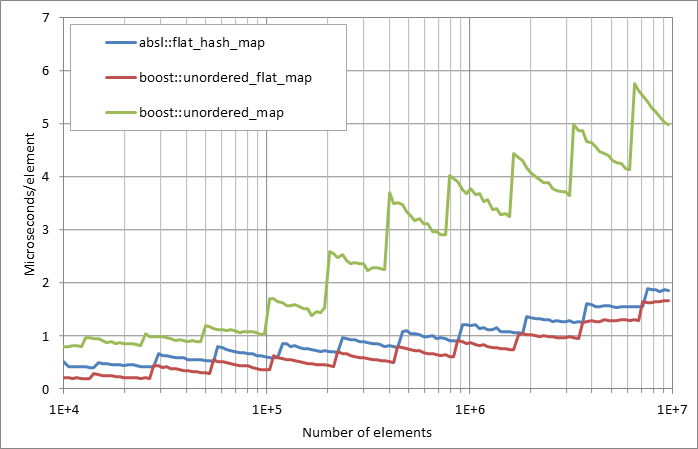 7
6
5
4
3
2
1
0
Microseconds/element
absl::flat_hash_map
boost::unordered_flat_map
boost::unordered_map
1E+4
1E+5
1E+6
1E+7
Number of elements